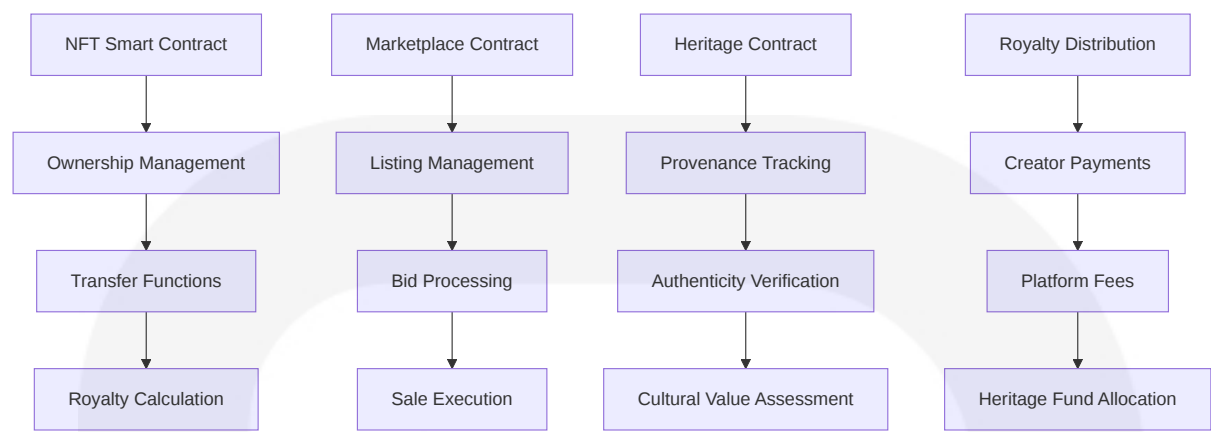 NFT Smart Contract
Marketplace Contract
Heritage Contract
Royalty Distribution
Ownership Management
Listing Management
Provenance Tracking
Creator Payments
Transfer Functions
Bid Processing
Authenticity Verification
Platform Fees
Royalty Calculation
Sale Execution
Cultural Value Assessment
Heritage Fund Allocation